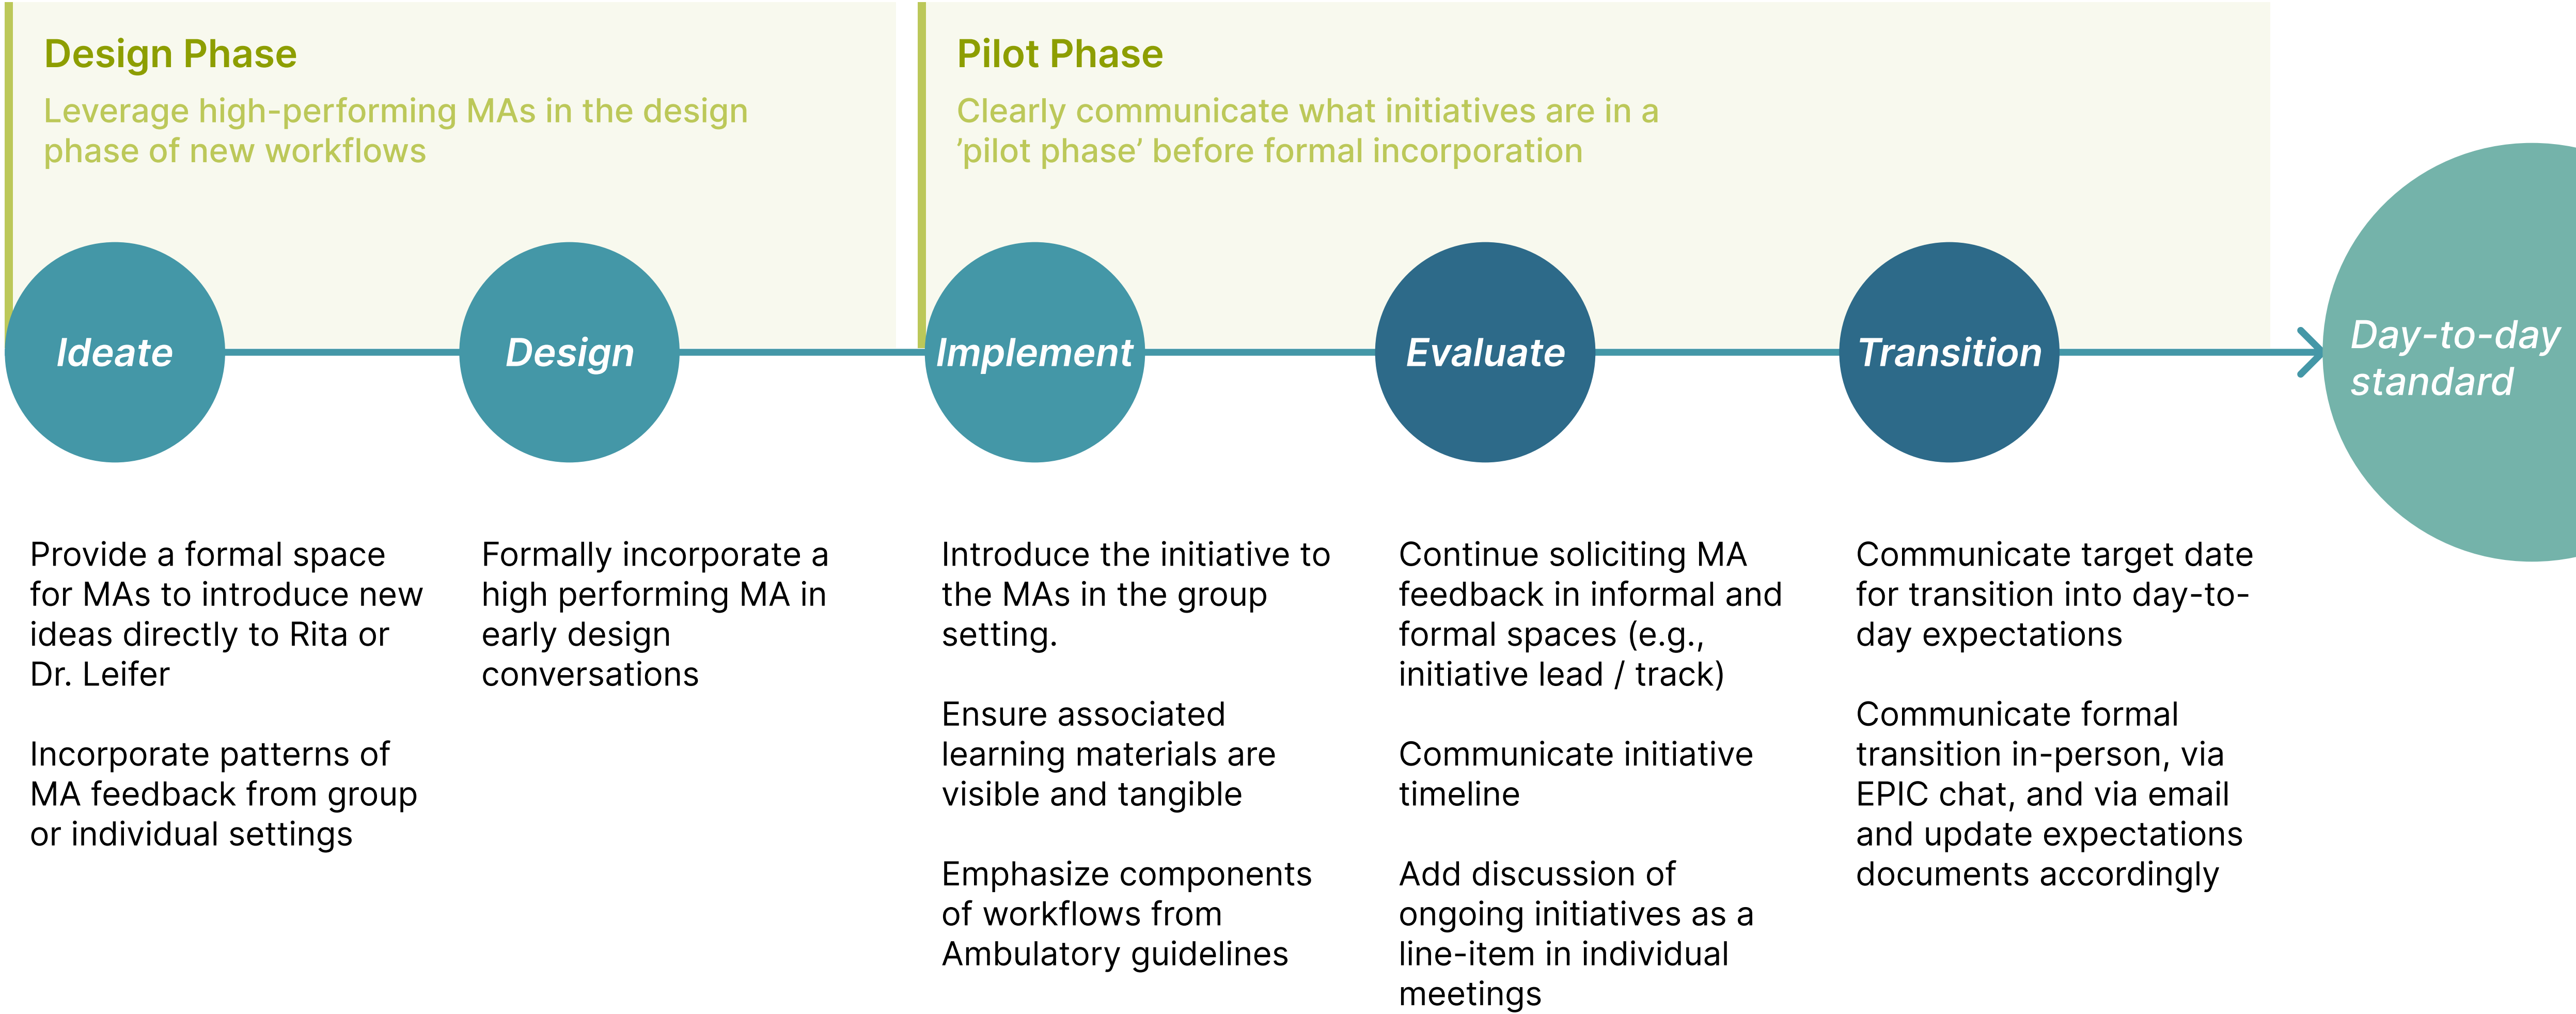 Design Phase
Leverage high-performing MAs in the design
phase of new workflows
Pilot Phase
Clearly communicate what initiatives are in a
’pilot phase’ before formal incorporation
Ideate
Design
Implement
Evaluate
Transition
Day-to-day
standard
Provide a formal space
for MAs to introduce new
ideas directly to Rita or
Dr. Leifer
Incorporate patterns of
MA feedback from group
or individual settings
Formally incorporate a
high performing MA in
early design
conversations
Introduce the initiative to
the MAs in the group
setting.
Ensure associated
learning materials are
visible and tangible
Emphasize components
of workflows from
Ambulatory guidelines
Continue soliciting MA
feedback in informal and
formal spaces (e.g.,
initiative lead / track)
Communicate initiative
timeline
Add discussion of
ongoing initiatives as a
line-item in individual
meetings
Communicate target date
for transition into day-to-
day expectations
Communicate formal
transition in-person, via
EPIC chat, and via email
and update expectations
documents accordingly